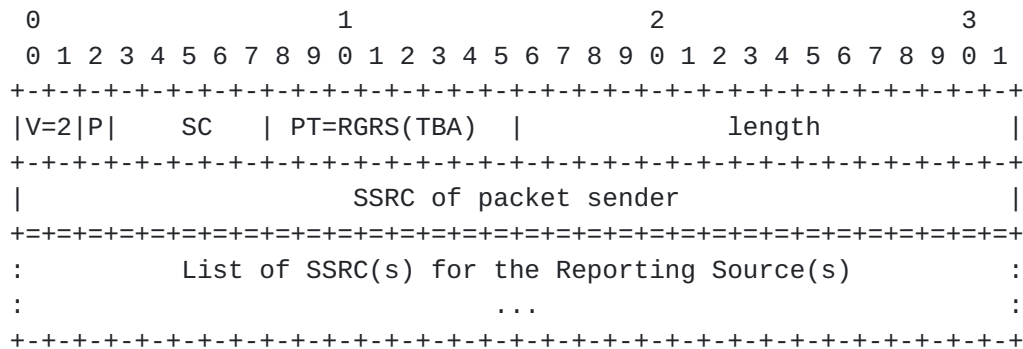 0                   1                   2                   3
 0 1 2 3 4 5 6 7 8 9 0 1 2 3 4 5 6 7 8 9 0 1 2 3 4 5 6 7 8 9 0 1
+-+-+-+-+-+-+-+-+-+-+-+-+-+-+-+-+-+-+-+-+-+-+-+-+-+-+-+-+-+-+-+-+
|V=2|P|    SC   | PT=RGRS(TBA)  |             length            |
+-+-+-+-+-+-+-+-+-+-+-+-+-+-+-+-+-+-+-+-+-+-+-+-+-+-+-+-+-+-+-+-+
|                     SSRC of packet sender                     |
+=+=+=+=+=+=+=+=+=+=+=+=+=+=+=+=+=+=+=+=+=+=+=+=+=+=+=+=+=+=+=+=+
:          List of SSRC(s) for the Reporting Source(s)          :
:                              ...                              :
+-+-+-+-+-+-+-+-+-+-+-+-+-+-+-+-+-+-+-+-+-+-+-+-+-+-+-+-+-+-+-+-+